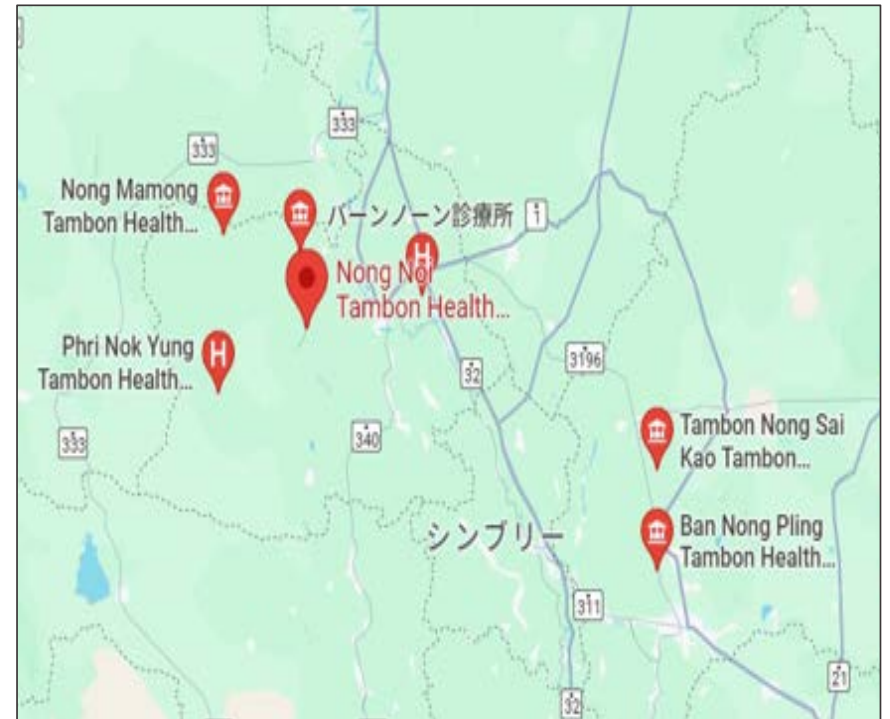 333
333
Nong Mamong
Tambon Health...
バーンノーン診療所
1
Nong Noi
Tambon Health...
Phri Nok Yung
Tambon Health...
32
3196
333
340
Tambon Nong Sai
Kao Tambon...
シンブリー
Ban Nong Pling
Tambon Health...
311
21
32